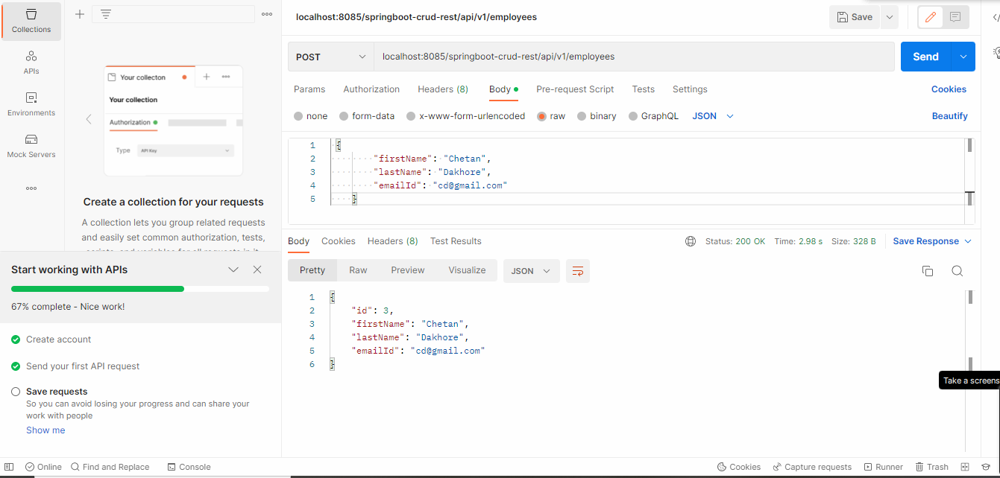 Collections
APIs
Environments
Mock Servers
Your collecton
Your collection
Authorization
Type API Key
Create a collection for your requests
A collection lets you group related requests
and easily set common authorization, tests,
scripts, and variables for all requests in it.
Start working with APIs
67% complete - Nice work!
Create account
Send your first API request
Save requests
So you can avoid losing your progress and can share your
work with people
Show me
localhost:8085/springboot-crud-rest/api/v1/employees
Save
POST localhost:8085/springboot-crud-rest/api/v1/employees Send
Params Authorization Headers (8) Body Pre-request Script Tests Settings Cookies
none form-data x-www-form-urlencoded raw binary GraphQL JSON Beautify
1 {
2 "firstName": "Chetan",
3 "lastName": "Dakhore",
4 "emailId": "cd@gmail.com"
5 }
Body Cookies Headers (8) Test Results Status: 200 OK Time: 2.98 s Size: 328 B Save Response
Pretty Raw Preview Visualize JSON
1 {
2 "id": 3,
3 "firstName": "Chetan",
4 "lastName": "Dakhore",
5 "emailId": "cd@gmail.com"
6 }
Take a screens
Online Find and Replace Console Cookies Capture requests Runner Trash